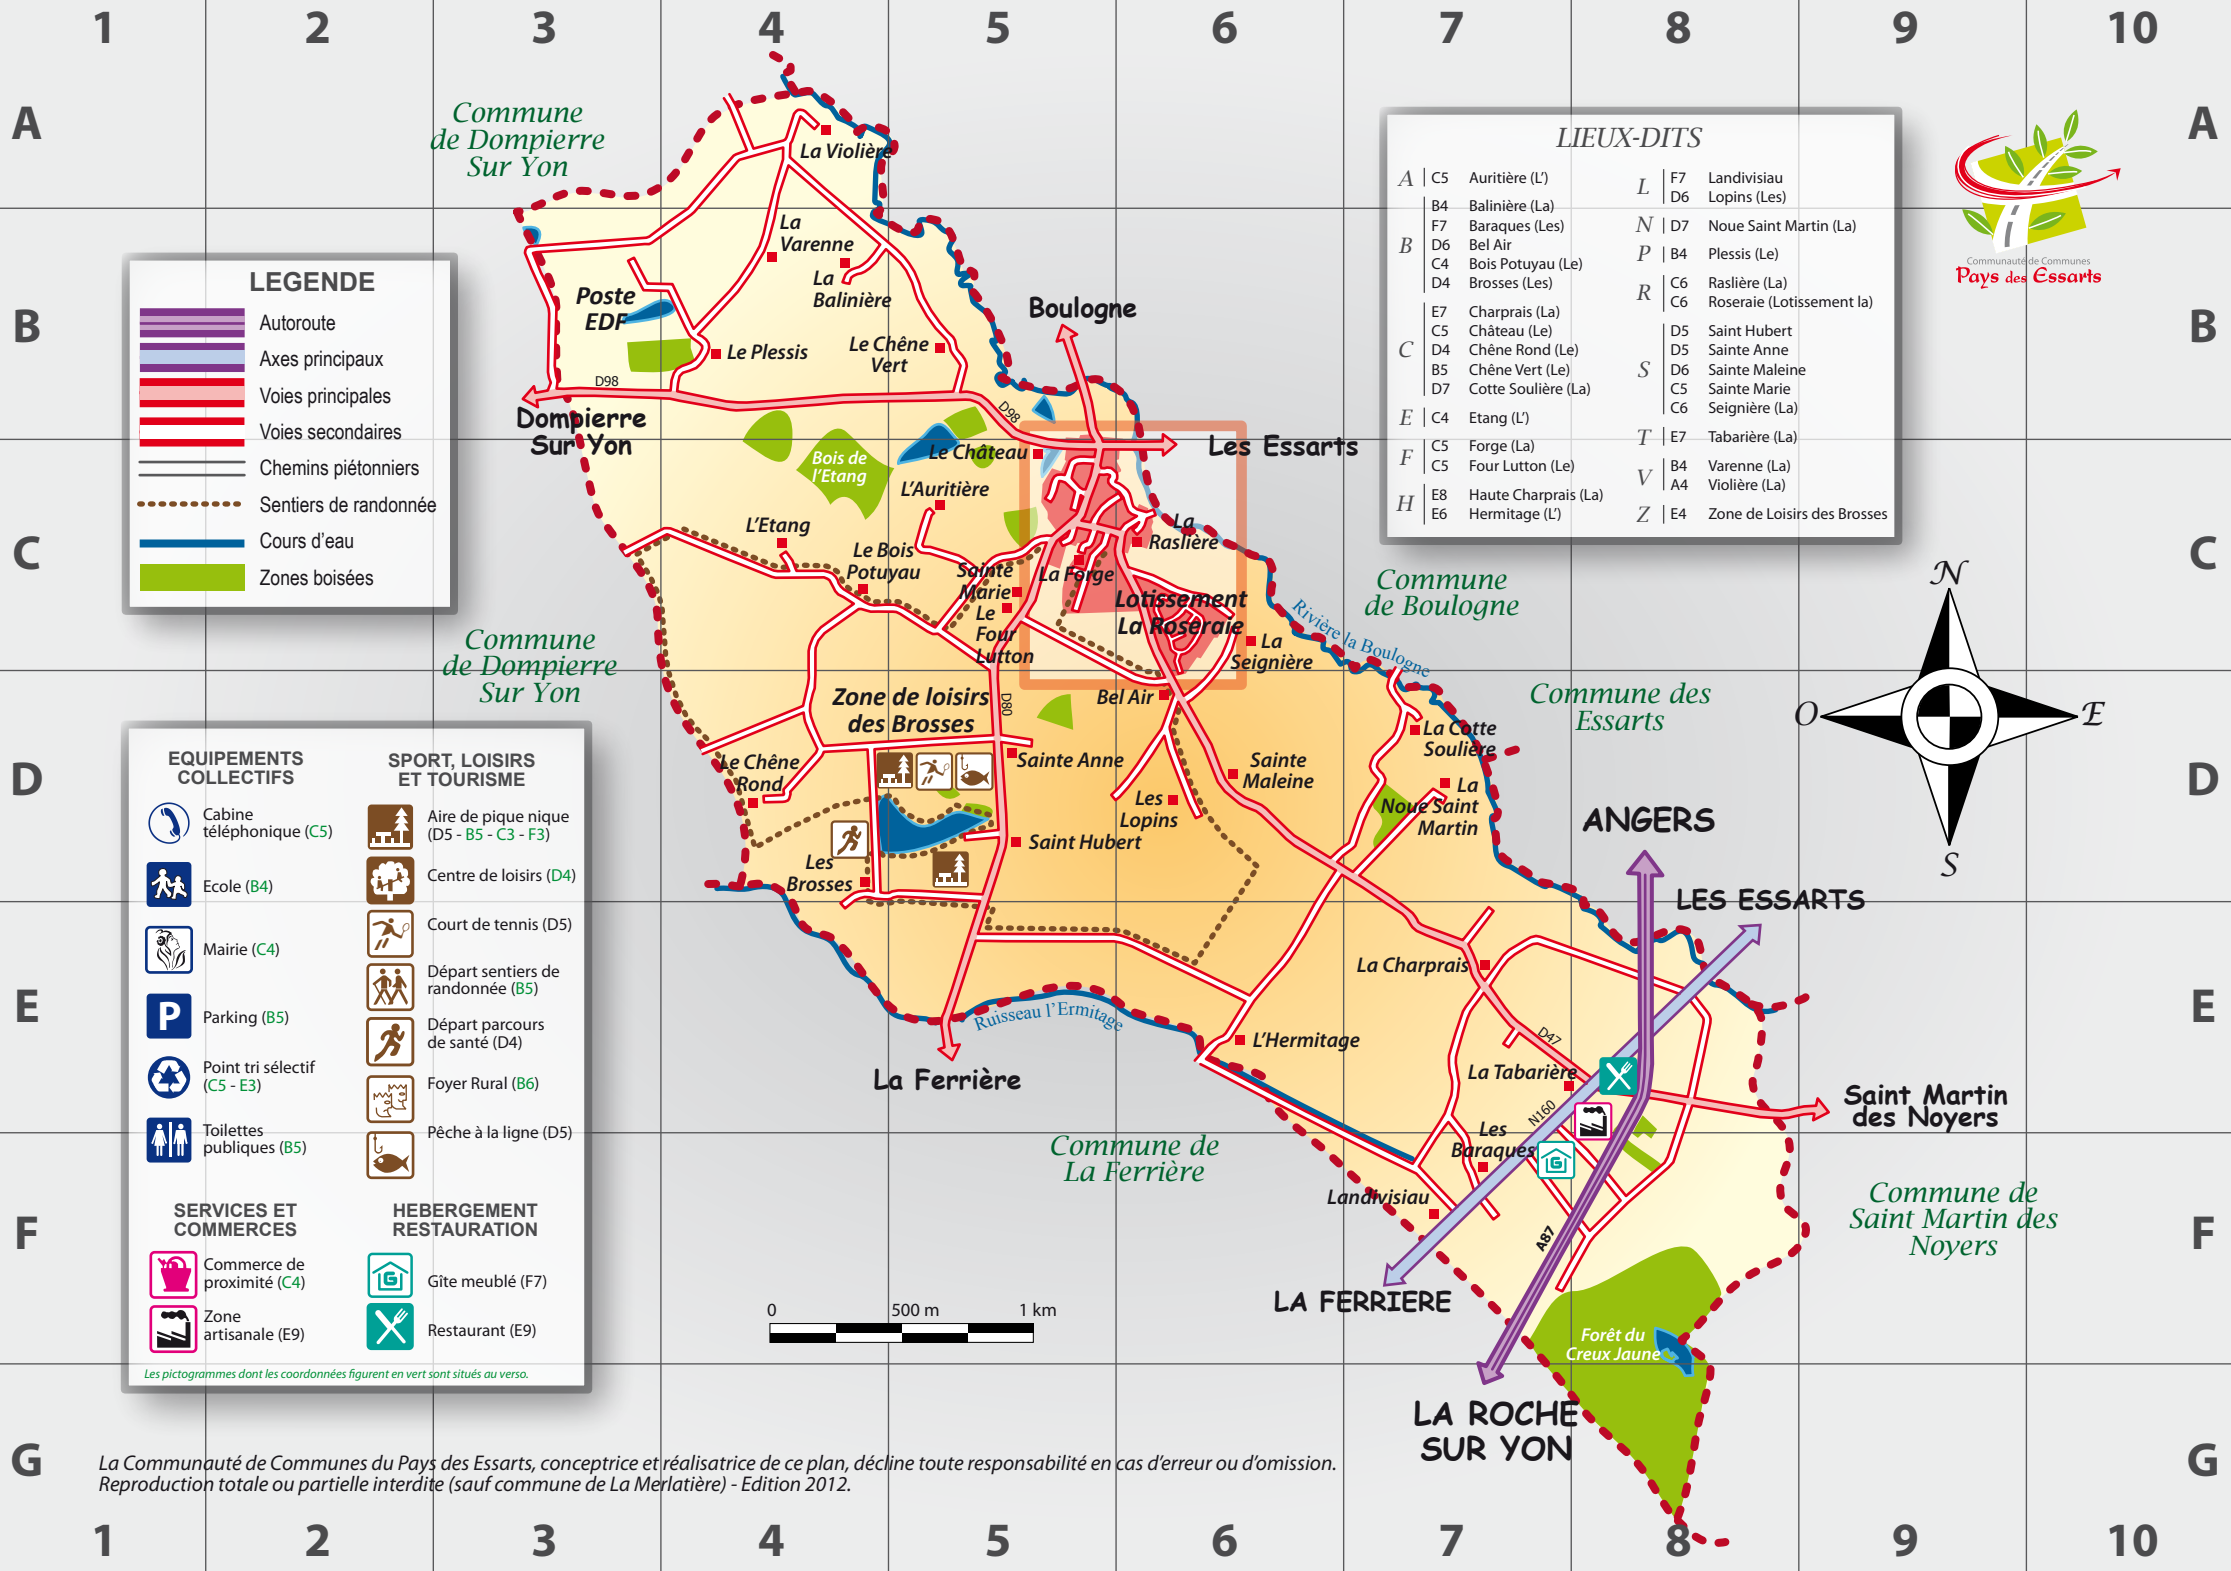 1 2 3 4 5 6 7 8 9 10
A
Commune
de Dompierre
Sur Yon
La Violière
LIEUX-DITS
A
C5 Auritière (L')
B
B4 Balinière (La)
F7 Baraques (Les)
D6 Bel Air
C4 Bois Potuyau (Le)
D4 Brosses (Les)
C
E7 Charprais (La)
C5 Château (Le)
D4 Chêne Rond (Le)
B5 Chêne Vert (Le)
D7 Cotte Soulière (La)
E
C4 Etang (L')
F
C5 Forge (La)
C5 Four Lutton (Le)
H
E8 Haute Charprais (La)
E6 Hermitage (L')
L
F7 Landivisiau
D6 Lopins (Les)
N
D7 Noue Saint Martin (La)
P
B4 Plessis (Le)
R
C6 Raslière (La)
C6 Roseraie (Lotissement la)
S
D5 Saint Hubert
D5 Sainte Anne
D6 Sainte Maleine
C5 Sainte Marie
C6 Seignière (La)
T
E7 Tabarière (La)
V
B4 Varenne (La)
A4 Violière (La)
Z
E4 Zone de Loisirs des Brosses
A
Communauté de Communes
Pays des Essarts
LEGENDE
Autoroute
Axes principaux
Voies principales
Voies secondaires
Chemins piétonniers
Sentiers de randonnée
Cours d'eau
Zones boisées
B
La
Varenne
La
Balinière
Poste
EDF
Le Plessis
Le Chêne
Vert
Boulogne
B
D98
D98
Dompierre
Sur Yon
Les Essarts
Le Château
Bois de
l'Etang
L'Auritière
L'Etang
La
Raslière
C
Le Bois
Potuyau
Sainte
Marie
La Forge
Le
Four
Lutton
Lotissement
La Roseraie
La
Seignière
Rivière la Boulogne
Commune
de Boulogne
C
N
O
E
S
Commune
de Dompierre
Sur Yon
Commune des
Essarts
Zone de loisirs
des Brosses
D80
Bel Air
La Cotte
Soulière
D
Le Chêne
Rond
Sainte Anne
Sainte
Maleine
La
Noue Saint
Martin
Les
Lopins
Saint Hubert
Les
Brosses
D
ANGERS
LES ESSARTS
EQUIPEMENTS
COLLECTIFS
Cabine
téléphonique (C5)
Ecole (B4)
Mairie (C4)
P
Parking (B5)
Point tri sélectif
(C5 - E3)
Toilettes
publiques (B5)
SPORT, LOISIRS
ET TOURISME
Aire de pique nique
(D5 - B5 - C3 - F3)
Centre de loisirs (D4)
Court de tennis (D5)
Départ sentiers de
randonnée (B5)
Départ parcours
de santé (D4)
Foyer Rural (B6)
Pêche à la ligne (D5)
SERVICES ET
COMMERCES
Commerce de
proximité (C4)
Zone
artisanale (E9)
HEBERGEMENT
RESTAURATION
G
Gîte meublé (F7)
Restaurant (E9)
Les pictogrammes dont les coordonnées figurent en vert sont situés au verso.
E
La Charprais
Ruisseau l'Ermitage
L'Hermitage
D47
La Ferrière
La Tabarière
N160
Saint Martin
des Noyers
E
Commune de
La Ferrière
Les
Baraques
G
Landivisiau
A87
Commune de
Saint Martin des
Noyers
F
F
LA FERRIERE
0 500 m 1 km
Forêt du
Creux Jaune
LA ROCHE
SUR YON
G
G
La Communauté de Communes du Pays des Essarts, conceptrice et réalisatrice de ce plan, décline toute responsabilité en cas d'erreur ou d'omission.
Reproduction totale ou partielle interdite (sauf commune de La Merlatière) - Edition 2012.
1 2 3 4 5 6 7 8 9 10